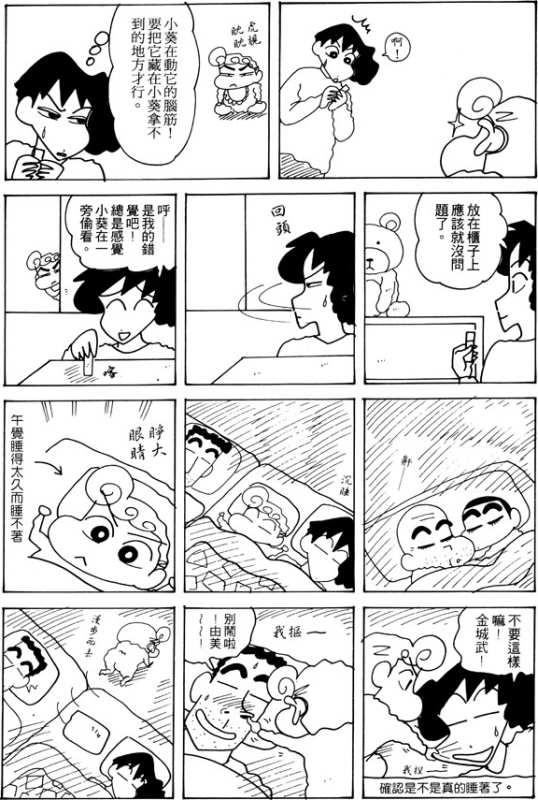 啊！
虎視
眈眈
小葵在動它的腦筋！
要把它藏在小葵拿不
到的地方才行。
放在櫃子上
應該就沒問
題了。
回頭
呼——
是我的錯
覺吧！
總是感覺
小葵在一
旁偷看。
喀
沉睡
睜大
眼睛
午覺睡得太久而睡不著
不要這樣
嘛！
金城武！
我摳——
確認是不是真的睡著了。
我摳——
別鬧啦
！由美
～～！